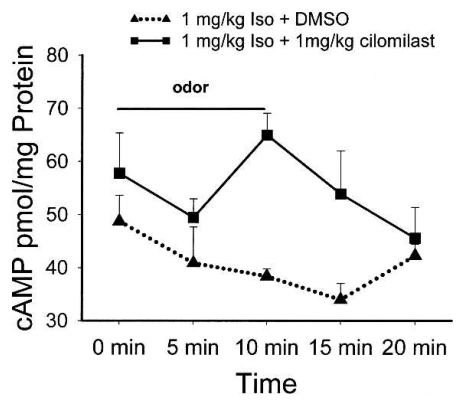 1 mg/kg Iso + DMSO
1 mg/kg Iso + 1mg/kg cilomilast
odor
80
70
60
50
40
30
cAMP pmol/mg Protein
0 min 5 min 10 min 15 min 20 min
Time